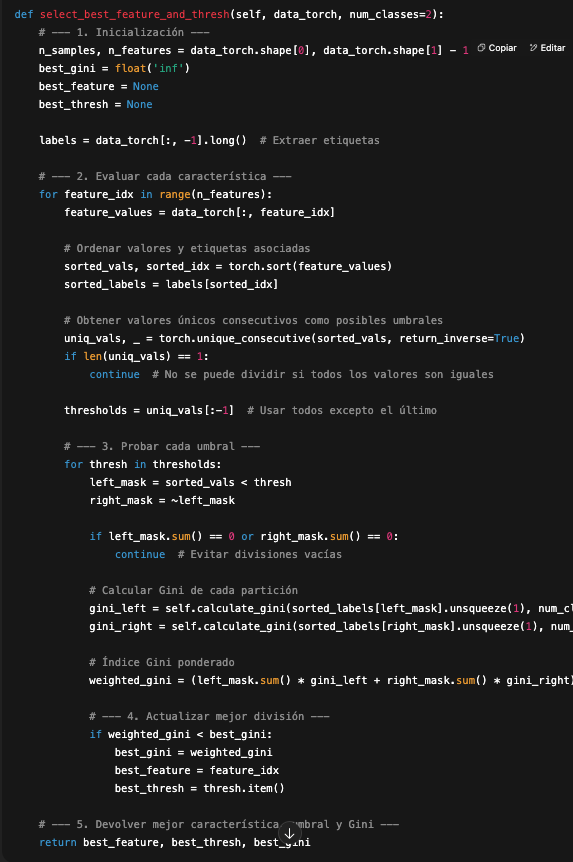 def select_best_feature_and_thresh(self, data_torch, num_classes=2):
    # --- 1. Inicialización ---
    n_samples, n_features = data_torch.shape[0], data_torch.shape[1] - 1
Copiar Editar
    best_gini = float('inf')
    best_feature = None
    best_thresh = None
    labels = data_torch[:, -1].long()  # Extraer etiquetas
    # --- 2. Evaluar cada característica ---
    for feature_idx in range(n_features):
        feature_values = data_torch[:, feature_idx]
        # Ordenar valores y etiquetas asociadas
        sorted_vals, sorted_idx = torch.sort(feature_values)
        sorted_labels = labels[sorted_idx]
        # Obtener valores únicos consecutivos como posibles umbrales
        uniq_vals, _ = torch.unique_consecutive(sorted_vals, return_inverse=True)
        if len(uniq_vals) == 1:
            continue  # No se puede dividir si todos los valores son iguales
        thresholds = uniq_vals[:-1]  # Usar todos excepto el último
        # --- 3. Probar cada umbral ---
        for thresh in thresholds:
            left_mask = sorted_vals < thresh
            right_mask = ~left_mask
            if left_mask.sum() == 0 or right_mask.sum() == 0:
                continue  # Evitar divisiones vacías
            # Calcular Gini de cada partición
            gini_left = self.calculate_gini(sorted_labels[left_mask].unsqueeze(1), num_cl
            gini_right = self.calculate_gini(sorted_labels[right_mask].unsqueeze(1), num_
            # Índice Gini ponderado
            weighted_gini = (left_mask.sum() * gini_left + right_mask.sum() * gini_right)
            # --- 4. Actualizar mejor división ---
            if weighted_gini < best_gini:
                best_gini = weighted_gini
                best_feature = feature_idx
                best_thresh = thresh.item()
    # --- 5. Devolver mejor característica, umbral y Gini ---
    return best_feature, best_thresh, best_gini